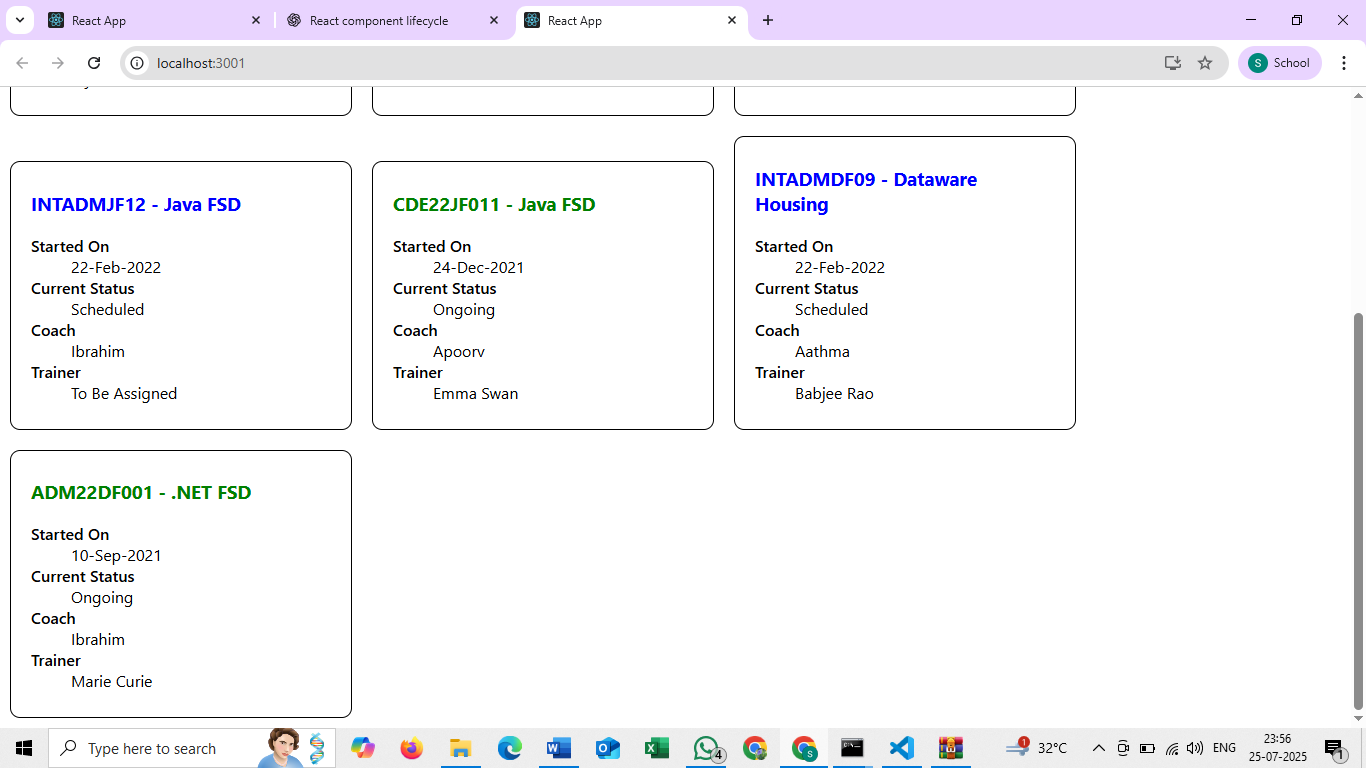 React App
React component lifecycle
React App
localhost:3001
School
INTADMJF12 - Java FSD
Started On
22-Feb-2022
Current Status
Scheduled
Coach
Ibrahim
Trainer
To Be Assigned
CDE22JF011 - Java FSD
Started On
24-Dec-2021
Current Status
Ongoing
Coach
Apoorv
Trainer
Emma Swan
INTADMDF09 - Dataware
Housing
Started On
22-Feb-2022
Current Status
Scheduled
Coach
Aathma
Trainer
Babjee Rao
ADM22DF001 - .NET FSD
Started On
10-Sep-2021
Current Status
Ongoing
Coach
Ibrahim
Trainer
Marie Curie
Type here to search
4
S
1
32°C
ENG
23:56
25-07-2025
1